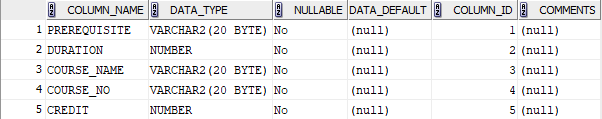 COLUMN_NAME DATA_TYPE NULLABLE DATA_DEFAULT COLUMN_ID COMMENTS
1 PREREQUISITE VARCHAR2(20 BYTE) No (null) 1 (null)
2 DURATION NUMBER No (null) 2 (null)
3 COURSE_NAME VARCHAR2(20 BYTE) No (null) 3 (null)
4 COURSE_NO VARCHAR2(20 BYTE) No (null) 4 (null)
5 CREDIT NUMBER No (null) 5 (null)